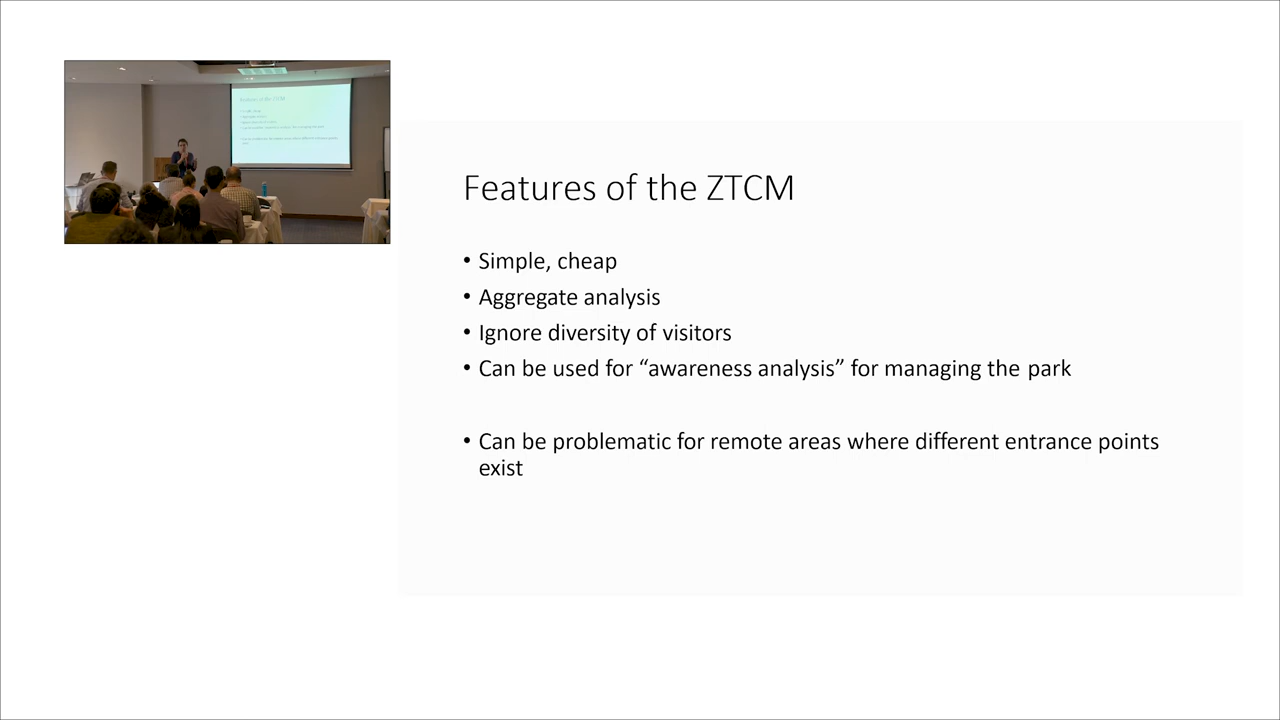 Features of the ZTCM
• Simple, cheap
• Aggregate analysis
• Ignore diversity of visitors
• Can be used for “awareness analysis” for managing the park
• Can be problematic for remote areas where different entrance points
exist